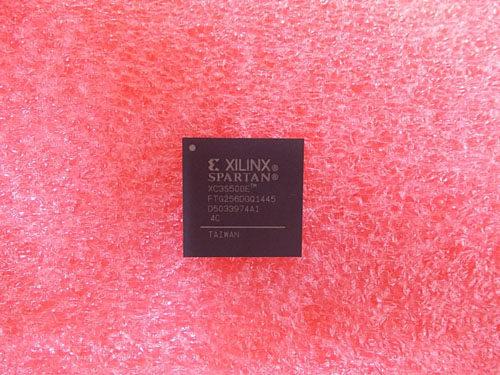 XILINX®
SPARTAN®
XC3S500E™
FTG256DGQ1445
D5033974A1
4C
TAIWAN